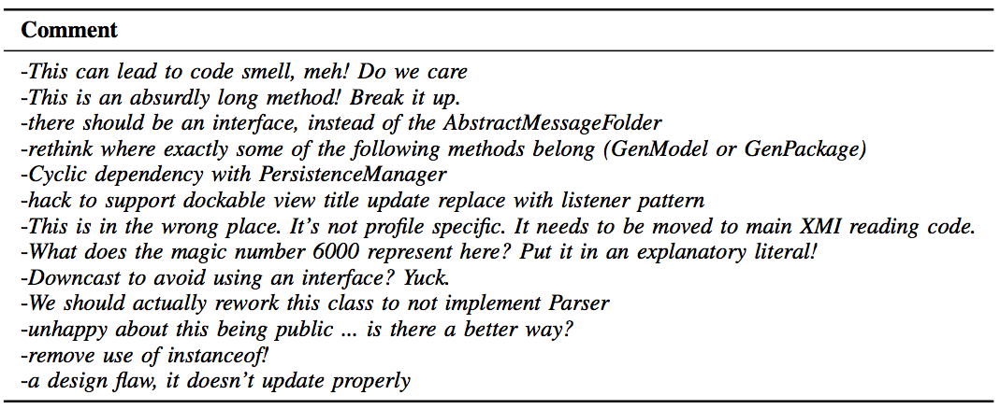 Comment
-This can lead to code smell, meh! Do we care
-This is an absurdly long method! Break it up.
-there should be an interface, instead of the AbstractMessageFolder
-rethink where exactly some of the following methods belong (GenModel or GenPackage)
-Cyclic dependency with PersistenceManager
-hack to support dockable view title update replace with listener pattern
-This is in the wrong place. It's not profile specific. It needs to be moved to main XMI reading code.
-What does the magic number 6000 represent here? Put it in an explanatory literal!
-Downcast to avoid using an interface? Yuck.
-We should actually rework this class to not implement Parser
-unhappy about this being public ... is there a better way?
-remove use of instanceof!
-a design flaw, it doesn't update properly